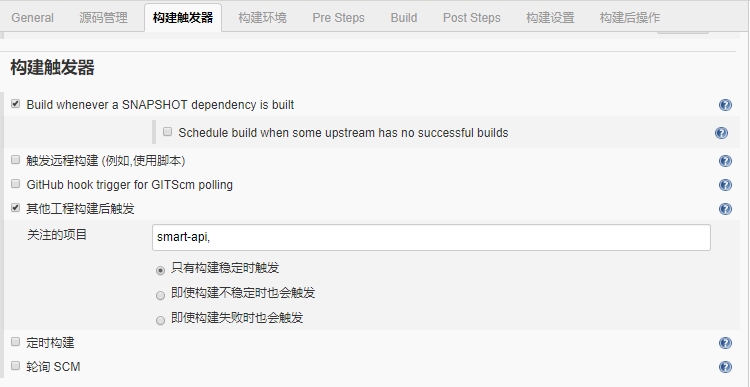 General 源码管理 构建触发器 构建环境 Pre Steps Build Post Steps 构建设置 构建后操作
构建触发器
Build whenever a SNAPSHOT dependency is built
Schedule build when some upstream has no successful builds
触发远程构建 (例如,使用脚本)
GitHub hook trigger for GITScm polling
其他工程构建后触发
关注的项目 smart-api,
只有构建稳定时触发
即使构建不稳定时也会触发
即使构建失败时也会触发
定时构建
轮询 SCM